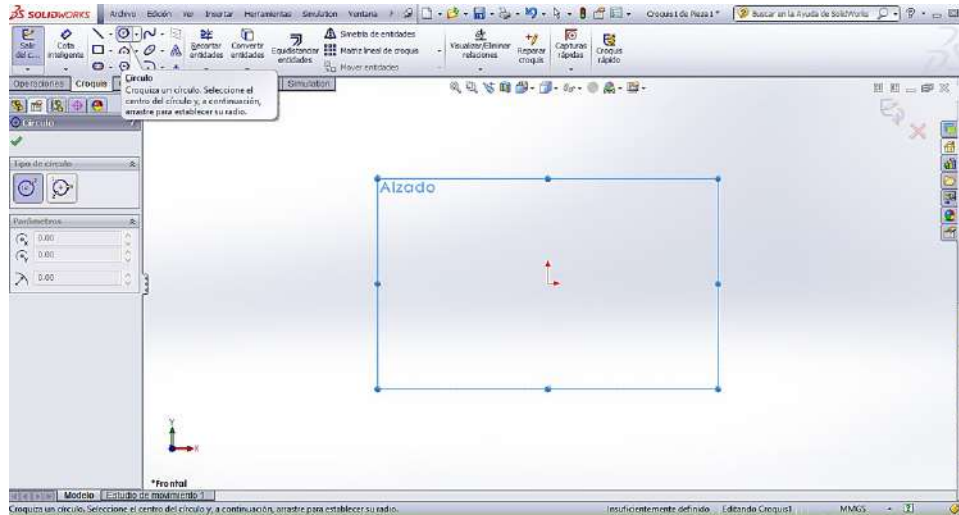 SOLIDWORKS Archivo Edición Ver Insertar Herramientas Simulation Ventana ? Croquis1 de Pieza1 * Buscar en la Ayuda de SolidWorks
Salir del c... Cota inteligente Recortar entidades Convertir entidades Equidistanciar entidades Simetría de entidades
Matriz lineal de croquis
Mover entidades
Visualizar/Eliminar relaciones Reparar croquis Capturas rápidas Croquis rápido
Operaciones Croquis Simulation
Círculo
Croquiza un círculo. Seleccione el
centro del círculo y, a continuación,
arrastre para establecer su radio.
Círculo
Tipo de círculo
Parámetros
0.00
0.00
0.00
Alzado
Y
X
*Frontal
Modelo Estudio de movimiento 1
Croquiza un círculo. Seleccione el centro del círculo y, a continuación, arrastre para establecer su radio. Insuficientemente definido Editando Croquis1 MMGS